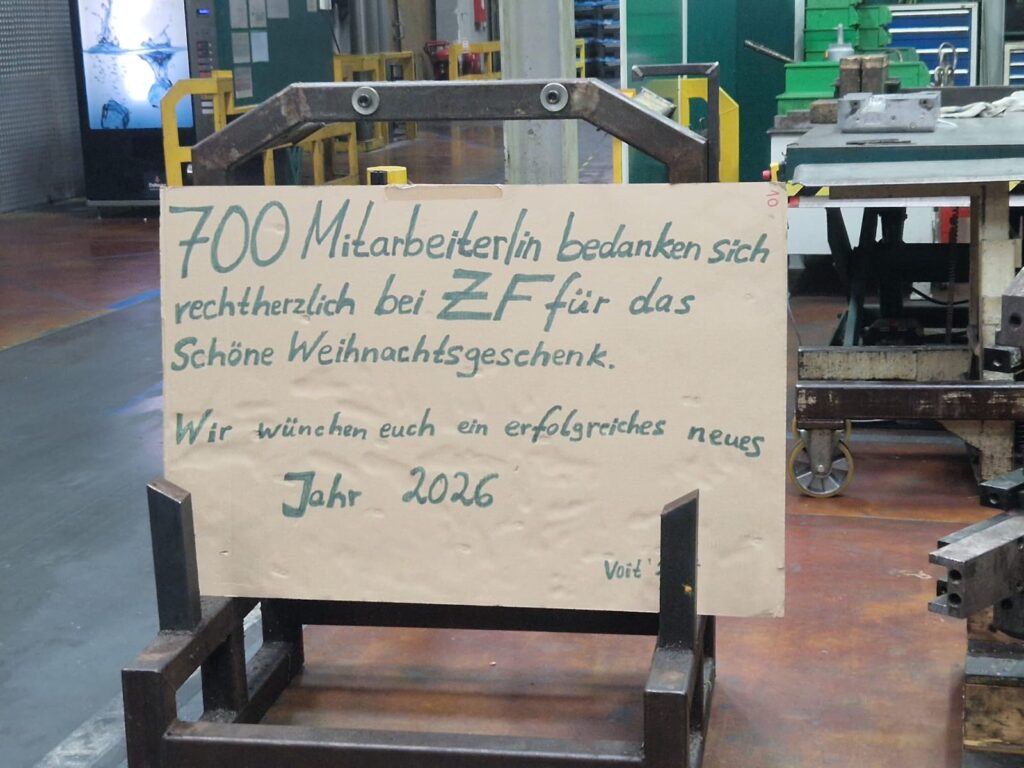 700 Mitarbeiter/in bedanken sich
rechtherzlich bei ZF für das
Schöne Weihnachtsgeschenk.
Wir wünchen euch ein erfolgreiches neues
Jahr 2026
Voit